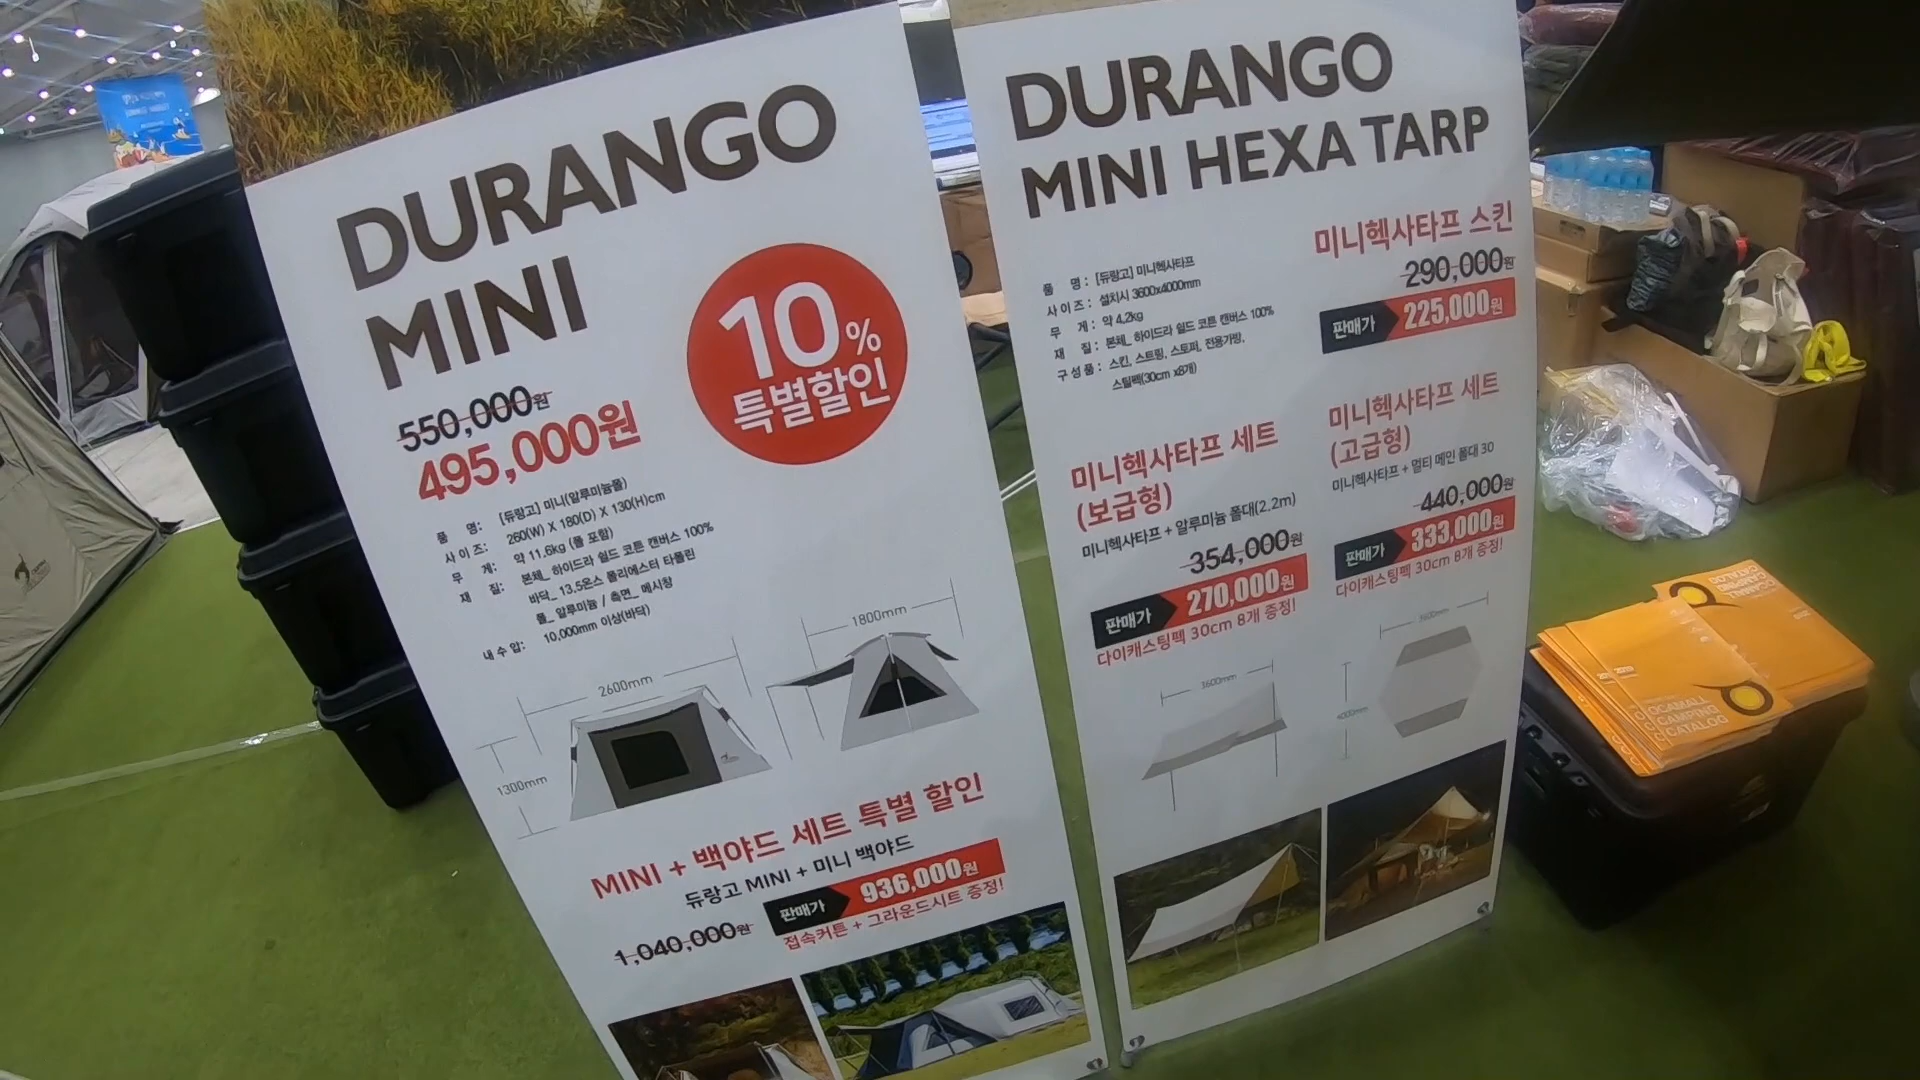 DURANGO
MINI
10%
특별할인
550,000원
495,000원
품 명: [듀랑고] 미니(알루미늄폴)
사이즈: 260(W) X 180(D) X 130(H)cm
무 게: 약 11.6kg (폴 포함)
재 질: 본체_ 하이드라 쉴드 코튼 캔버스 100%
바닥_ 13.5온스 폴리에스터 타폴린
폴_ 알루미늄 / 측면_ 메시창
내수압: 10,000mm 이상(바닥)
2600mm
1800mm
1300mm
MINI + 백야드 세트 특별 할인
듀랑고 MINI + 미니 백야드
1,040,000원
판매가 936,000원
접속커튼 + 그라운드시트 증정!
DURANGO
MINI HEXA TARP
품 명: [듀랑고] 미니헥사타프
사이즈: 설치시 3600x4000mm
무 게: 약 4.2kg
재 질: 본체_ 하이드라 쉴드 코튼 캔버스 100%
구성품: 스킨, 스트링, 스토퍼, 전용가방,
스틸펙(30cm x8개)
미니헥사타프 스킨
290,000원
판매가 225,000원
미니헥사타프 세트
(보급형)
미니헥사타프 + 알루미늄 폴대(2.2m)
354,000원
판매가 270,000원
다이캐스팅펙 30cm 8개 증정!
미니헥사타프 세트
(고급형)
미니헥사타프 + 멀티 메인 폴대 30
440,000원
판매가 333,000원
다이캐스팅펙 30cm 8개 증정!
3600mm
4000mm
OCAMALL
CAMPING
CATALOG
OCAMALL
CAMPING
CATALOG